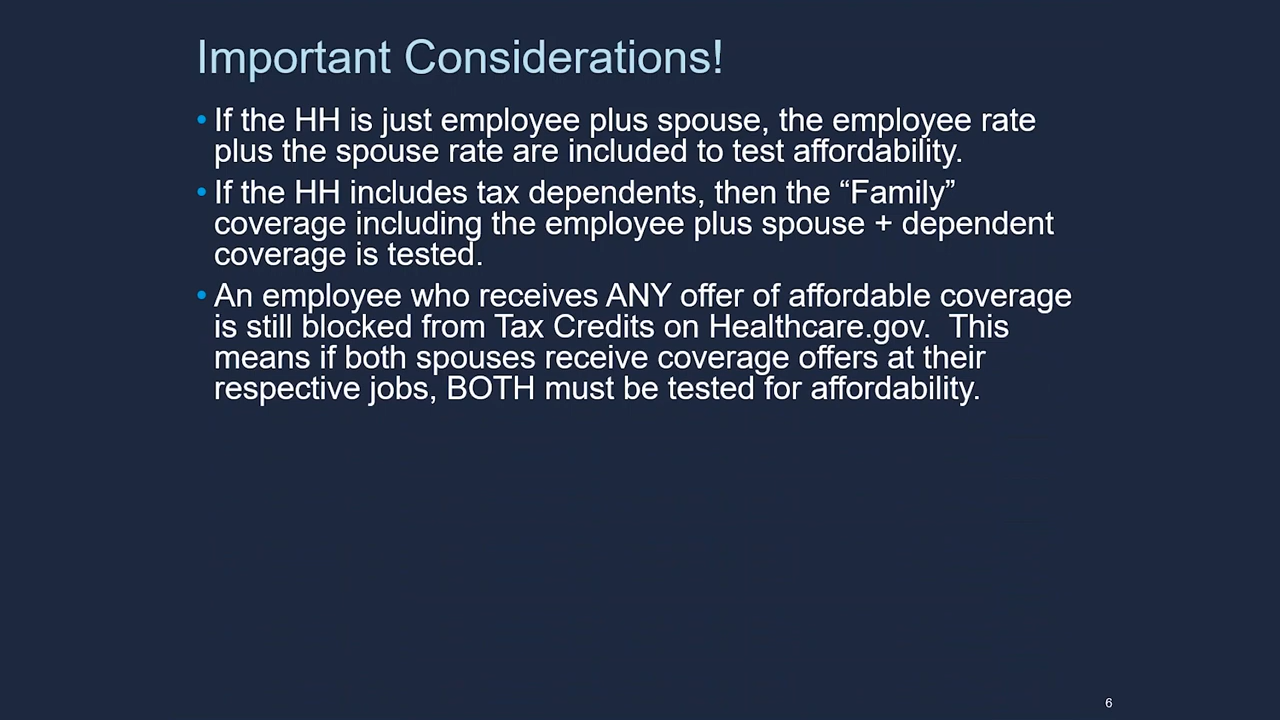 Important Considerations!
• If the HH is just employee plus spouse, the employee rate
plus the spouse rate are included to test affordability.
• If the HH includes tax dependents, then the “Family”
coverage including the employee plus spouse + dependent
coverage is tested.
• An employee who receives ANY offer of affordable coverage
is still blocked from Tax Credits on Healthcare.gov.  This
means if both spouses receive coverage offers at their
respective jobs, BOTH must be tested for affordability.
6